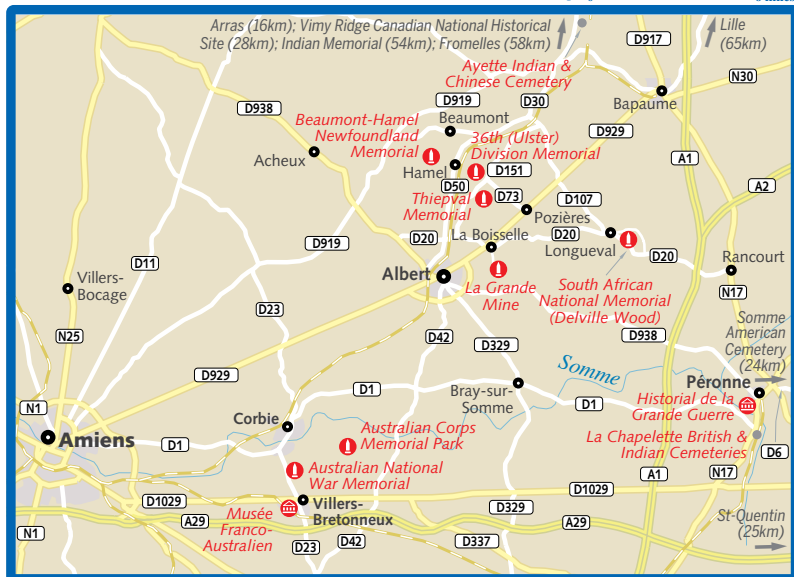 Arras (16km); Vimy Ridge Canadian National Historical
Site (28km); Indian Memorial (54km); Fromelles (58km)
Lille
(65km)
D917
N30
Ayette Indian &
Chinese Cemetery
Bapaume
D938
D919
D30
Beaumont-Hamel
Newfoundland
Memorial
Beaumont
36th (Ulster)
Division Memorial
D929
Acheux
Hamel
D151
A1
A2
D50
D73
D107
Thiepval
Memorial
Pozières
D919
D20
La Boisselle
D20
Longueval
D20
D11
Albert
Rancourt
Villers-
Bocage
La Grande
Mine
South African
National Memorial
(Delville Wood)
N17
D23
N25
D42
D329
D938
Somme
American
Cemetery
(24km)
Somme
D929
D1
Bray-sur-
Somme
D1
Péronne
Historial de la
Grande Guerre
N1
Corbie
Amiens
D1
Australian Corps
Memorial Park
La Chapelette British &
Indian Cemeteries
D6
Australian National
War Memorial
A1
N17
D1029
D1029
Villers-
Bretonneux
D329
Musée
Franco-
Australien
A29
A29
St-Quentin
(25km)
N1
D23
D42
D337